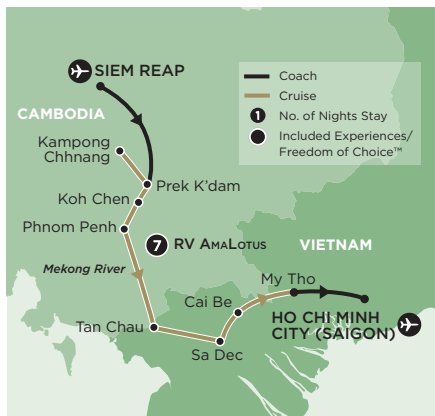 SIEM REAP
Coach
Cruise
1 No. of Nights Stay
Included Experiences/
Freedom of Choice™
CAMBODIA
Kampong
Chhnang
Prek K'dam
Koh Chen
Phnom Penh
7 RV AMALOTUS
VIETNAM
Mekong River
My Tho
Cai Be
HO CHI MINH
CITY (SAIGON)
Tan Chau
Sa Dec